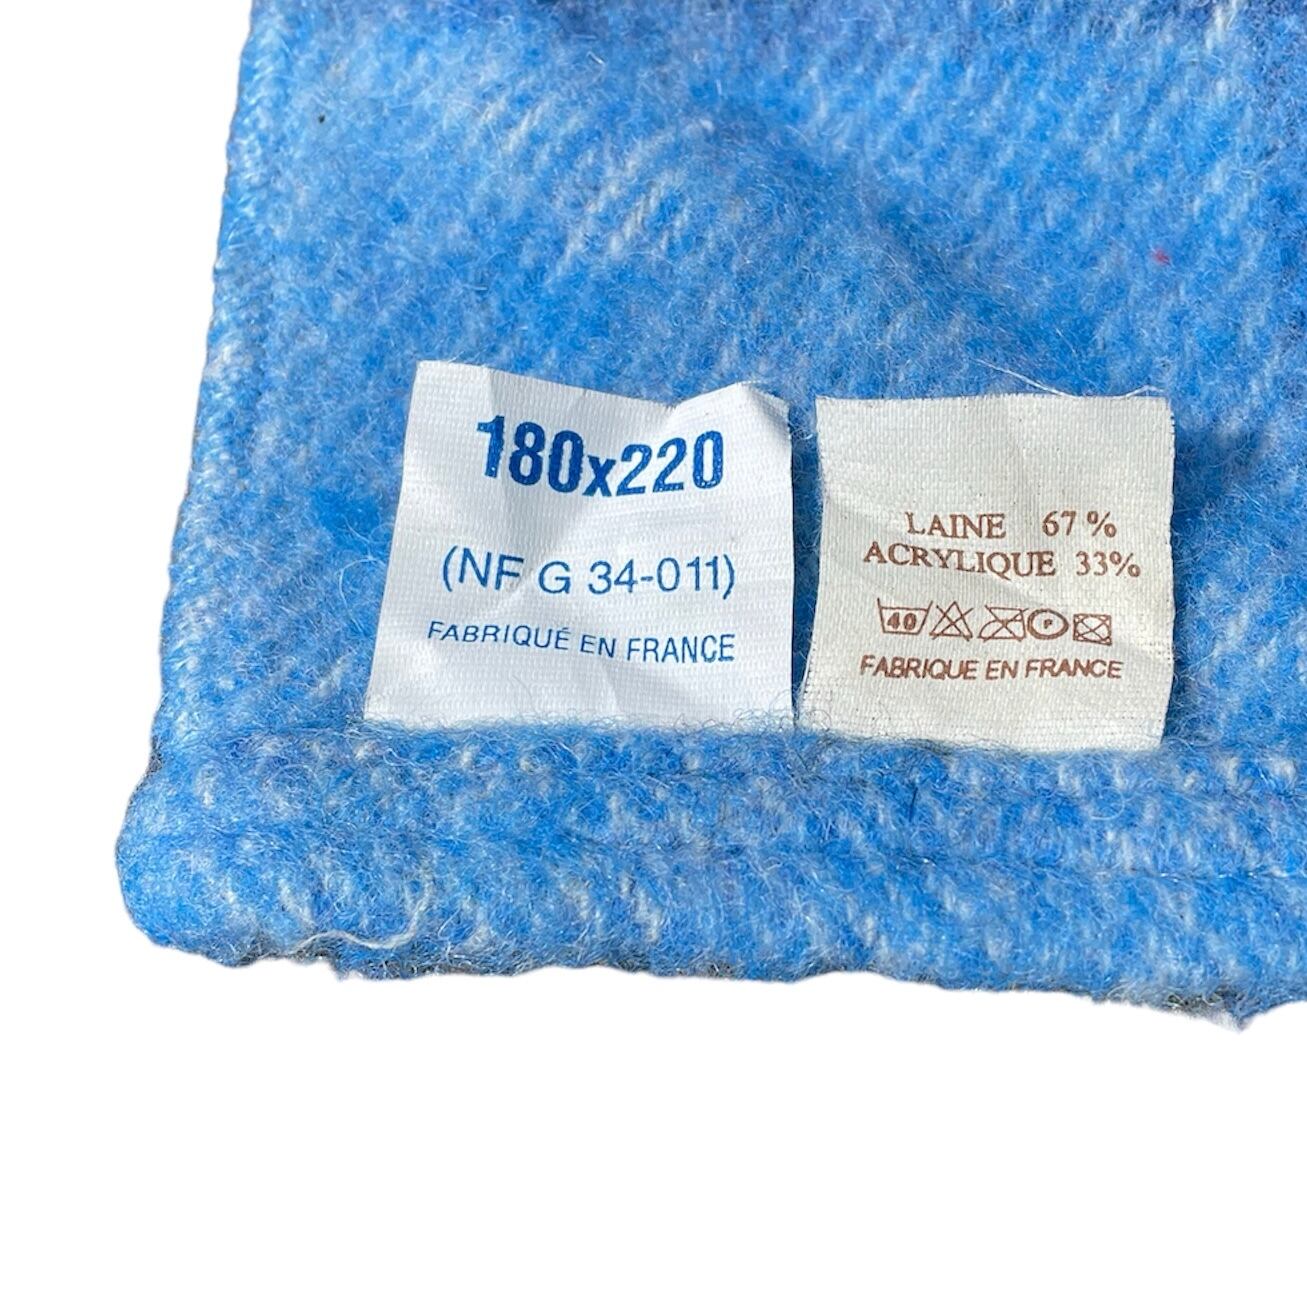 180x220
(NF G 34-011)
FABRIQUÉ EN FRANCE
LAINE 67 %
ACRYLIQUE 33%
40 P
FABRIQUE EN FRANCE